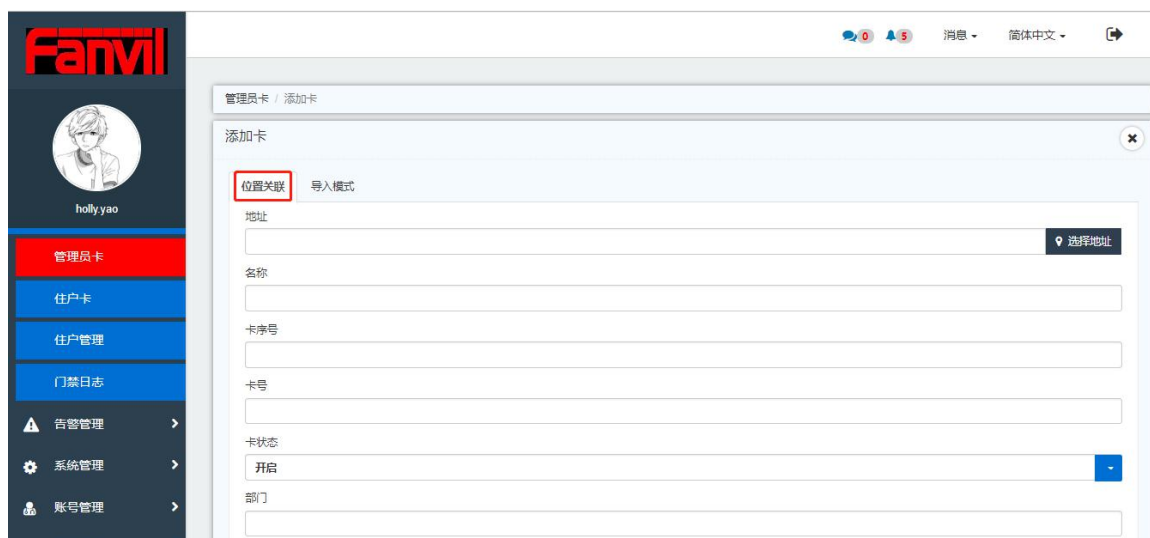 Fanvil
0 5 消息 简体中文
管理员卡 / 添加卡
添加卡
holly.yao
管理员卡
住户卡
住户管理
门禁日志
告警管理
系统管理
账号管理
位置关联 导入模式
地址
选择地址
名称
卡序号
卡号
卡状态
开启
部门